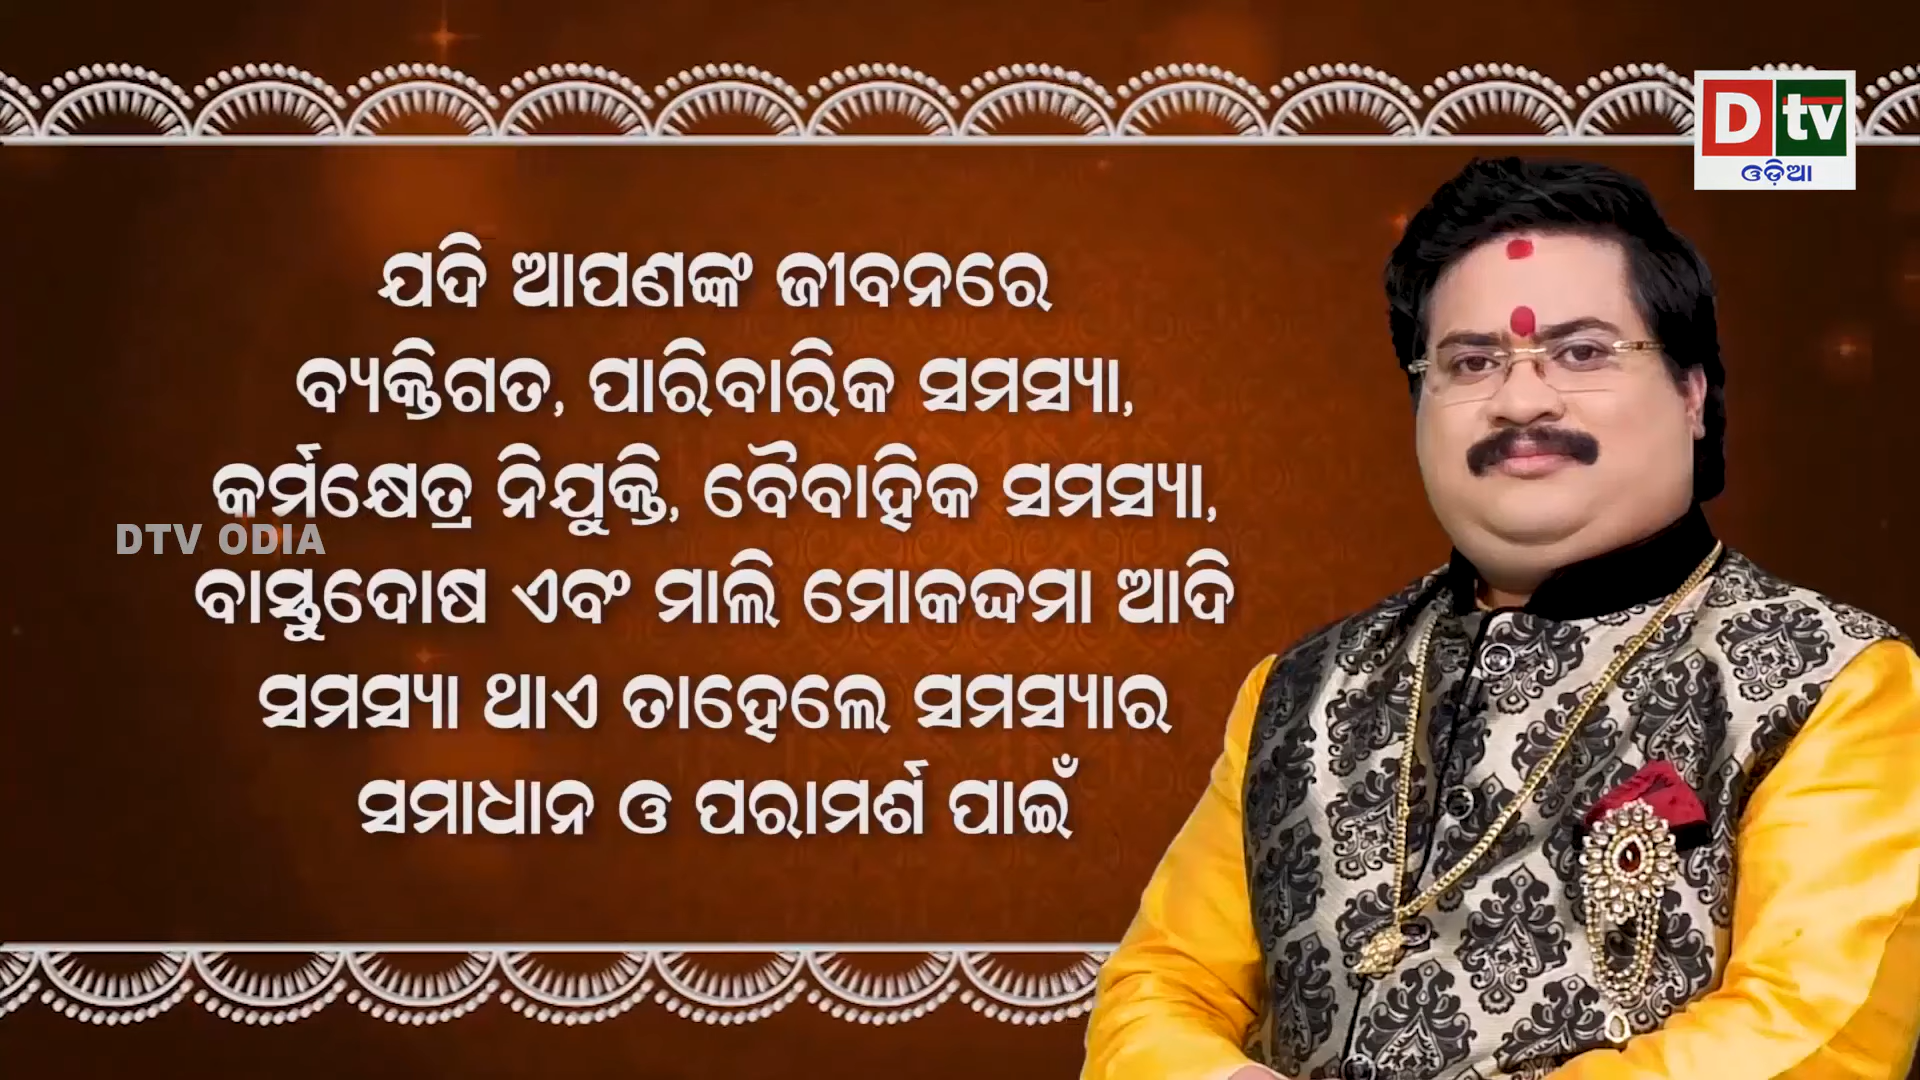 D tv
ଓଡ଼ିଆ
ଯଦି ଆପଣଙ୍କ ଜୀବନରେ
ବ୍ୟକ୍ତିଗତ, ପାରିବାରିକ ସମସ୍ୟା,
କର୍ମକ୍ଷେତ୍ର ନିଯୁକ୍ତି, ବୈବାହିକ ସମସ୍ୟା,
DTV ODIA
ବାସ୍ତୁଦୋଷ ଏବଂ ମାଲି ମୋକଦ୍ଦମା ଆଦି
ସମସ୍ୟା ଥାଏ ତାହେଲେ ସମସ୍ୟାର
ସମାଧାନ ଓ ପରାମର୍ଶ ପାଇଁ